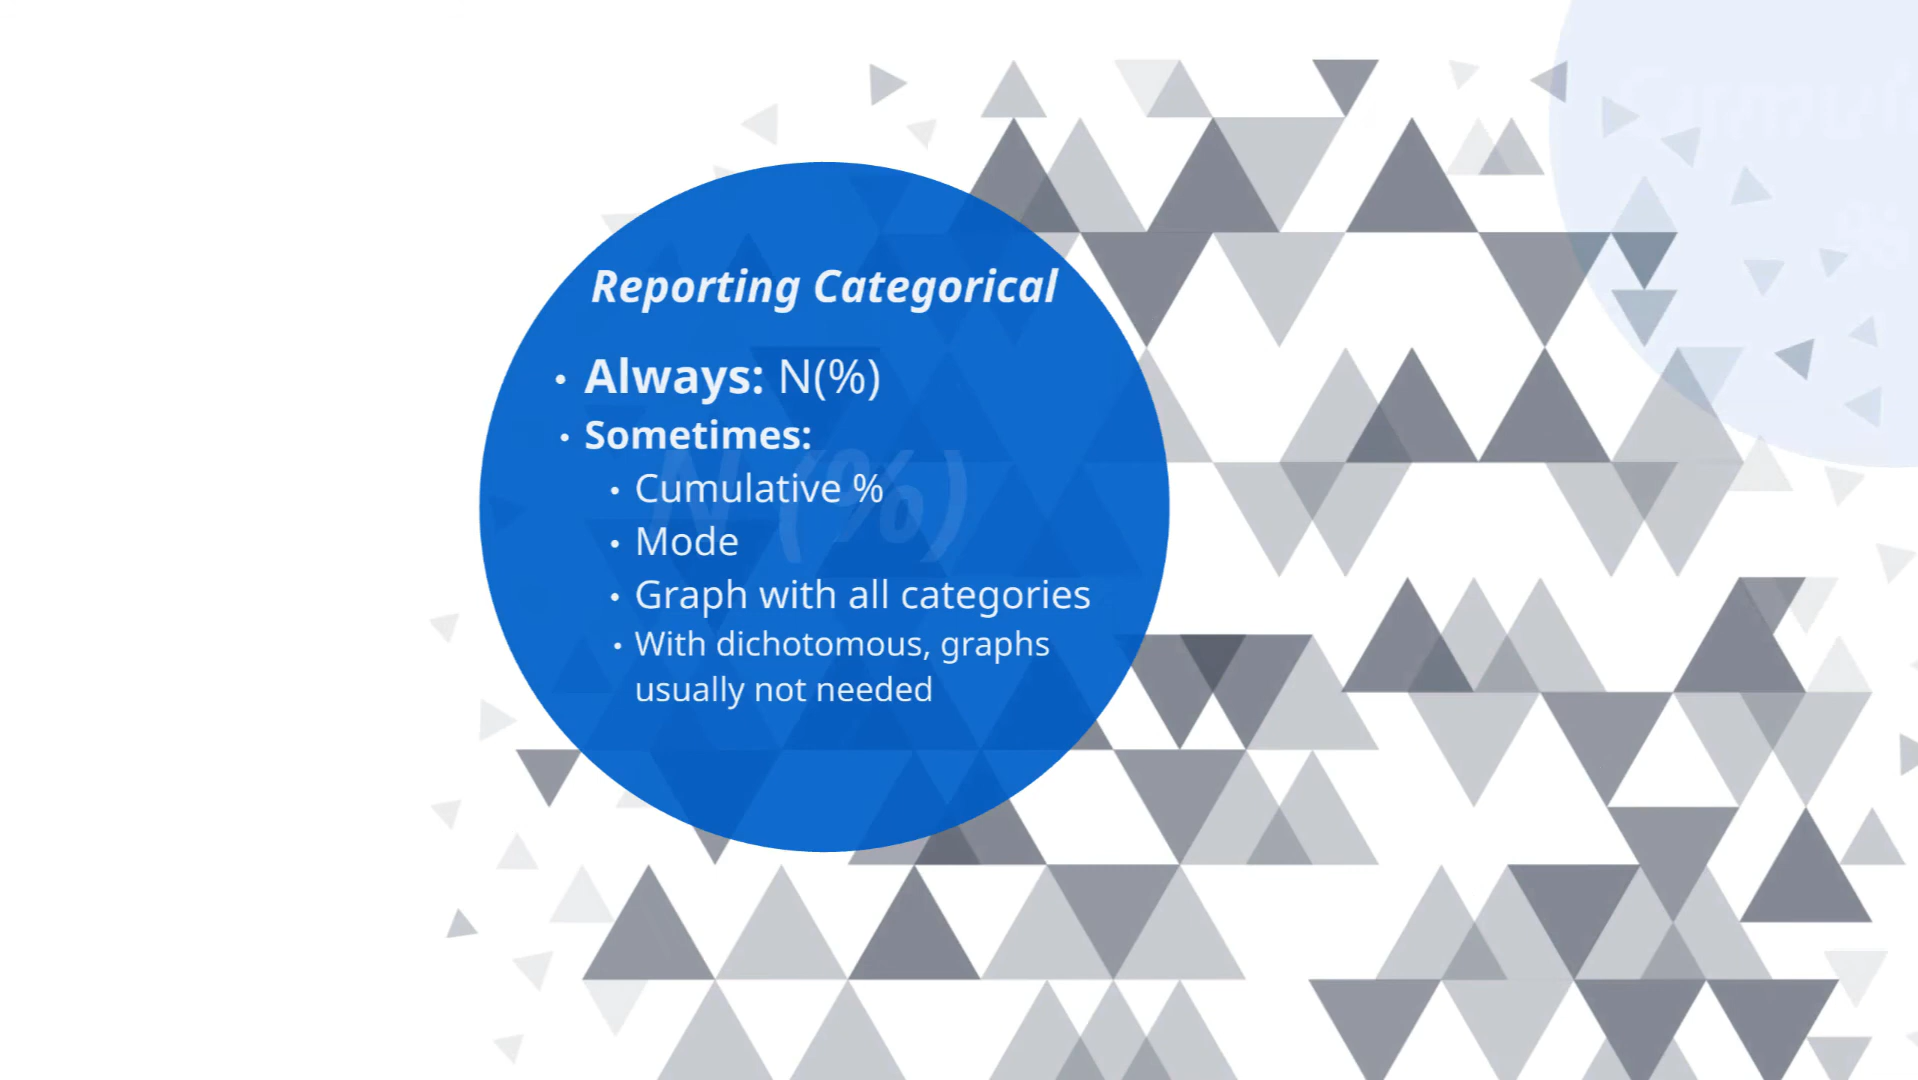 Reporting Categorical
• Always: N(%)
• Sometimes:
• Cumulative %
• Mode
• Graph with all categories
• With dichotomous, graphs
usually not needed
N (%)